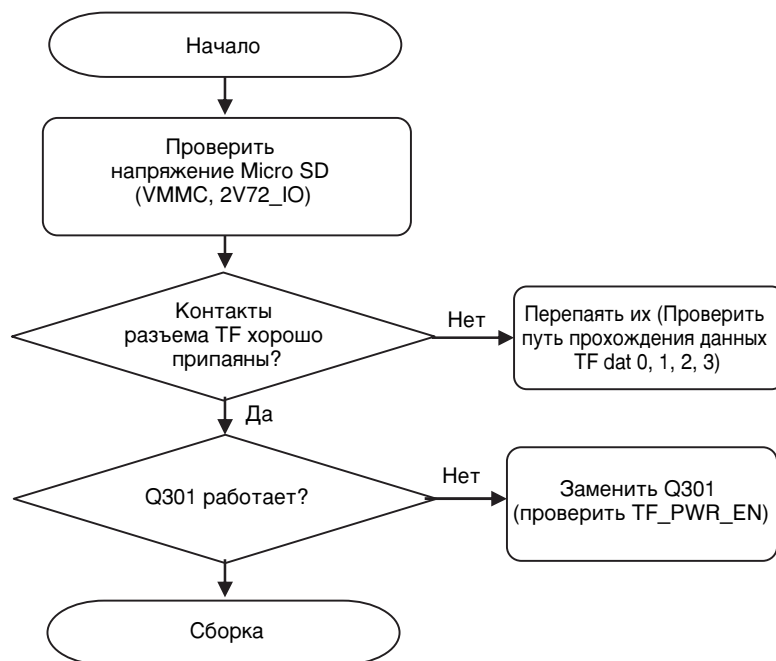 Начало
Проверить
напряжение Micro SD
(VMMC, 2V72_IO)
Контакты
разъема TF хорошо
припаяны?
Нет
Перепаять их (Проверить
путь прохождения данных
TF dat 0, 1, 2, 3)
Да
Q301 работает?
Нет
Заменить Q301
(проверить TF_PWR_EN)
Сборка